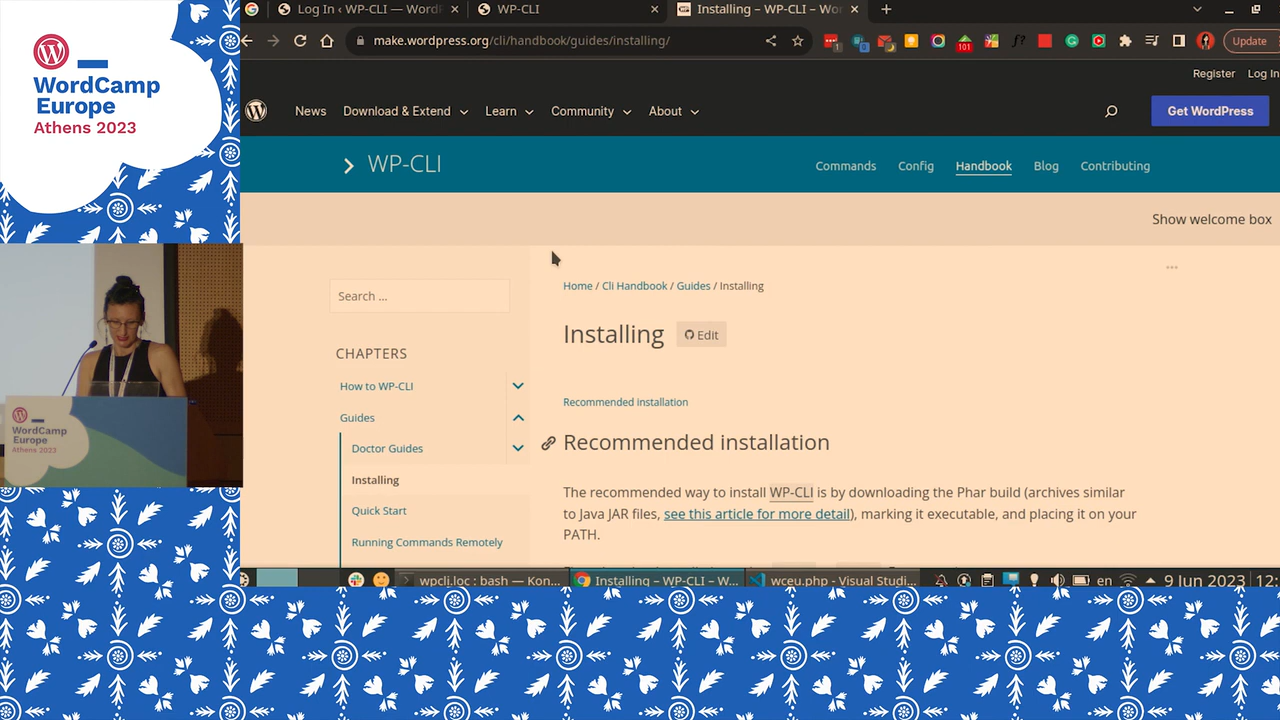 WordCamp
Europe
Athens 2023
Log In ‹ WP-CLI — Word
WP-CLI
Installing – WP-CLI – Wo
make.wordpress.org/cli/handbook/guides/installing/
1
101
f?
Update
Register
Log In
News
Download & Extend
Learn
Community
About
Get WordPress
WP-CLI
Commands
Config
Handbook
Blog
Contributing
Show welcome box
Search ...
CHAPTERS
How to WP-CLI
Guides
Doctor Guides
Installing
Quick Start
Running Commands Remotely
Home / Cli Handbook / Guides / Installing
Installing
Edit
Recommended installation
Recommended installation
The recommended way to install WP-CLI is by downloading the Phar build (archives similar
to Java JAR files, see this article for more detail), marking it executable, and placing it on your
PATH.
WordCamp
Europe
Athens 2023
wpcli.loc : bash — Kon...
Installing – WP-CLI – W...
wceu.php - Visual Studi...
en
9 Jun 2023
12: